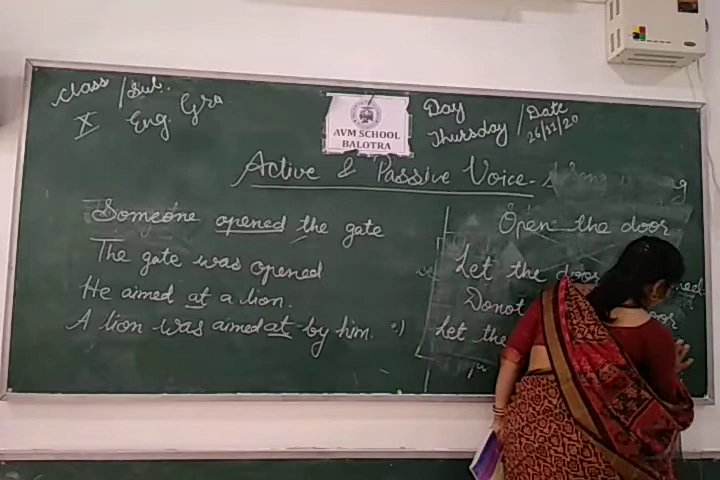 Class / Sub.
X Eng. Gra
AVM SCHOOL
BALOTRA
Day / Date
Thursday / 26/11/20
Active & Passive Voice-
Someone opened the gate
The gate was opened
He aimed at a lion.
A lion was aimed at by him.
Open the door
Let the door
Donot
Let the